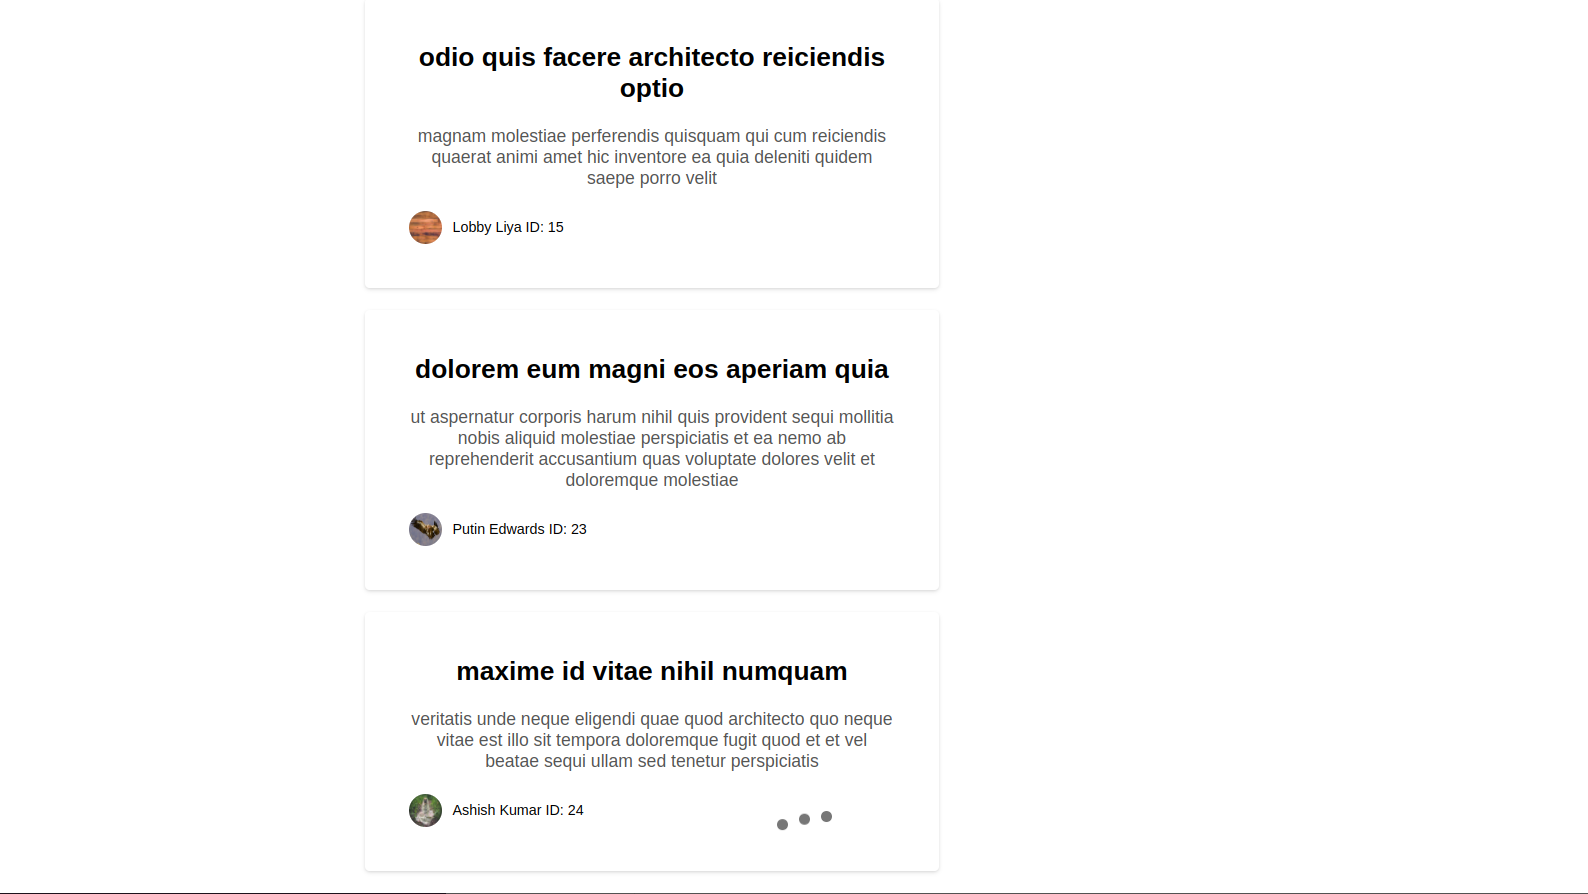 odio quis facere architecto reiciendis
optio
magnam molestiae perferendis quisquam qui cum reiciendis
quaerat animi amet hic inventore ea quia deleniti quidem
saepe porro velit
Lobby Liya ID: 15
dolorem eum magni eos aperiam quia
ut aspernatur corporis harum nihil quis provident sequi mollitia
nobis aliquid molestiae perspiciatis et ea nemo ab
reprehenderit accusantium quas voluptate dolores velit et
doloremque molestiae
Putin Edwards ID: 23
maxime id vitae nihil numquam
veritatis unde neque eligendi quae quod architecto quo neque
vitae est illo sit tempora doloremque fugit quod et et vel
beatae sequi ullam sed tenetur perspiciatis
Ashish Kumar ID: 24